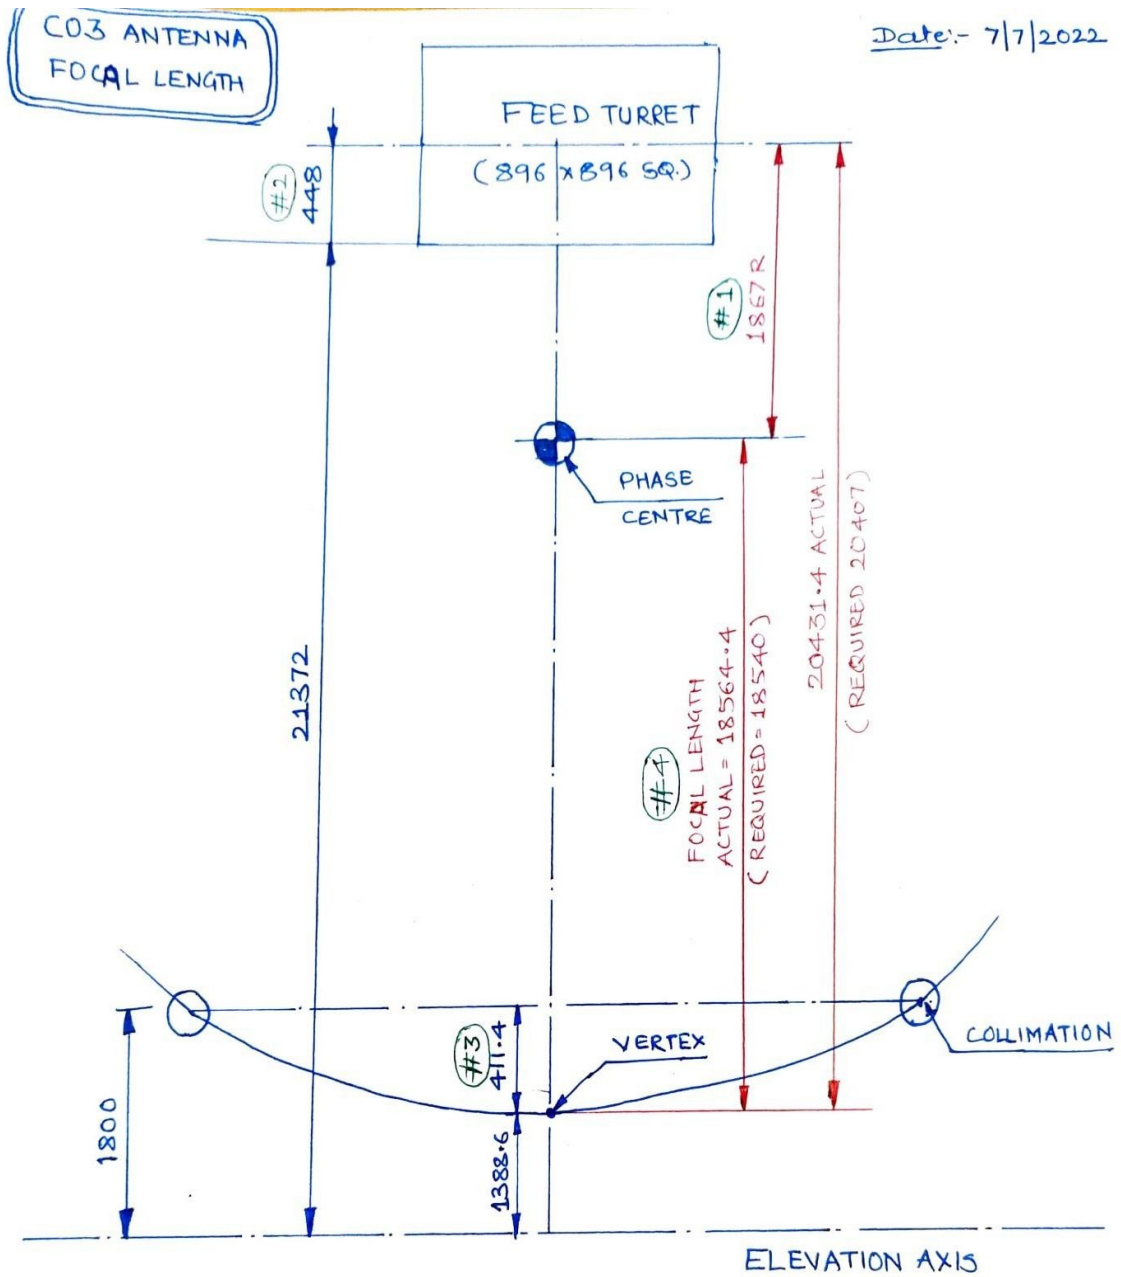 C03 ANTENNA
FOCAL LENGTH
Date:- 7/7/2022
FEED TURRET
(896 x 896 SQ.)
#2
448
#1
1867 R
PHASE
CENTRE
21372
20431.4 ACTUAL
(REQUIRED 20407)
#4
FOCAL LENGTH
ACTUAL = 18564.4
(REQUIRED = 18540)
#3
411.4
VERTEX
COLLIMATION
1800
1388.6
ELEVATION AXIS